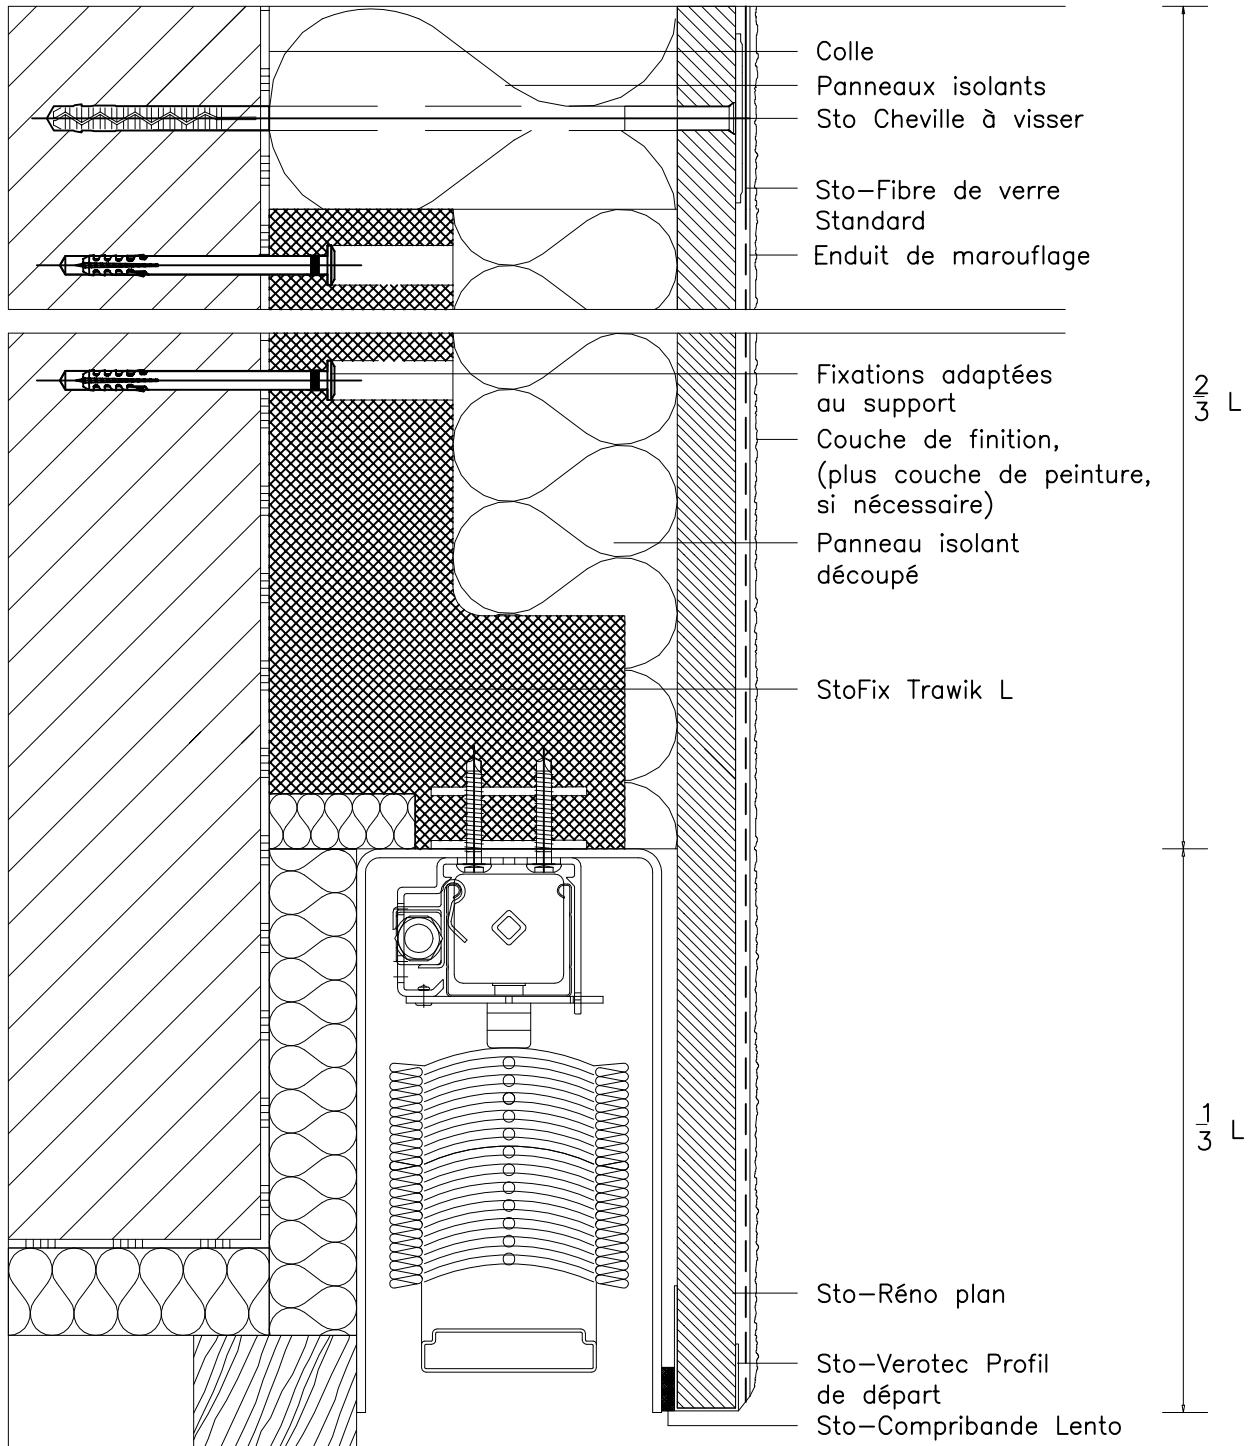 Colle
Panneaux isolants
Sto Cheville à visser
Sto-Fibre de verre
Standard
Enduit de marouflage
Fixations adaptées
au support
Couche de finition,
(plus couche de peinture,
si nécessaire)
Panneau isolant
découpé
StoFix Trawik L
Sto-Réno plan
Sto-Verotec Profil
de départ
Sto-Compribande Lento
2/3 L
1/3 L